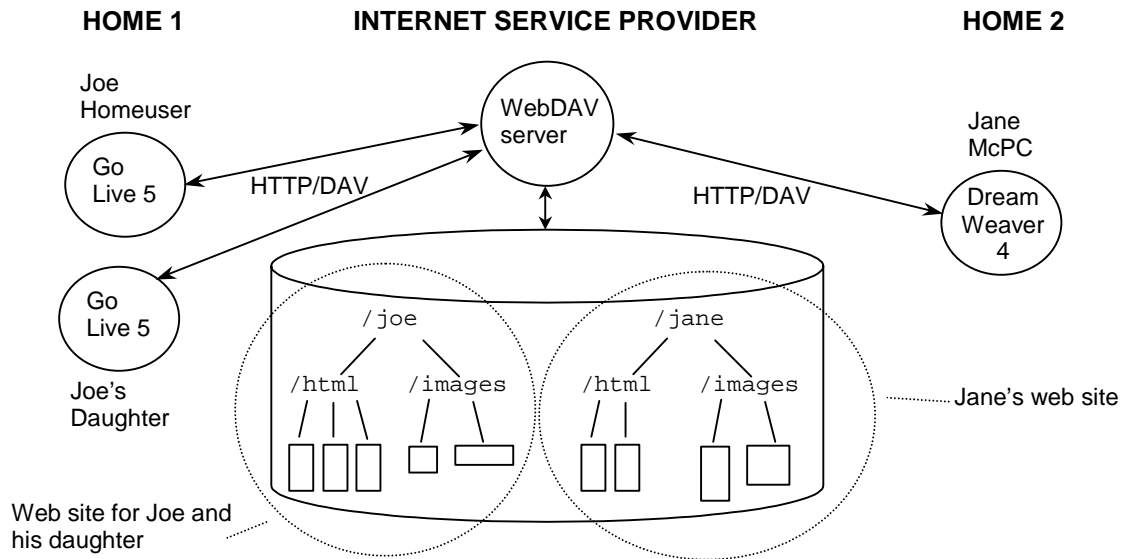 HOME 1
INTERNET SERVICE PROVIDER
HOME 2
Joe
Homeuser
WebDAV
server
Jane
McPC
Go
Live 5
HTTP/DAV
HTTP/DAV
Dream
Weaver
4
Go
Live 5
Joe's
Daughter
/joe
/jane
/html
/images
/html
/images
Jane's web site
Web site for Joe and
his daughter